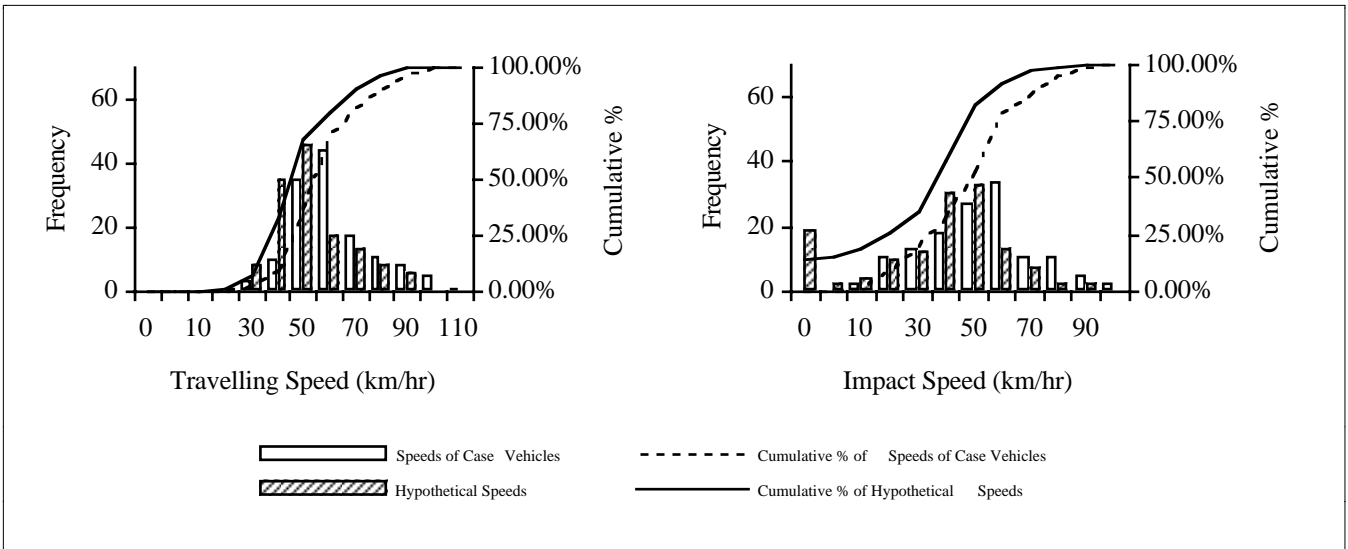 Frequency
60
40
20
0
100.00%
75.00%
50.00%
25.00%
0.00%
Cumulative %
0 10 30 50 70 90 110
Travelling Speed (km/hr)
Frequency
60
40
20
0
100.00%
75.00%
50.00%
25.00%
0.00%
Cumulative %
0 10 30 50 70 90
Impact Speed (km/hr)
Speeds of Case Vehicles
Cumulative % of Speeds of Case Vehicles
Hypothetical Speeds
Cumulative % of Hypothetical Speeds